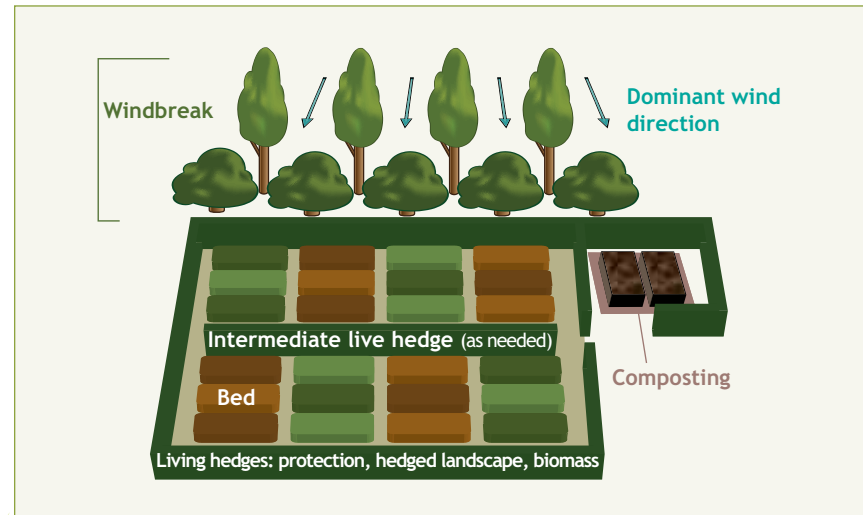 Windbreak
Dominant wind
direction
Intermediate live hedge (as needed)
Composting
Bed
Living hedges: protection, hedged landscape, biomass